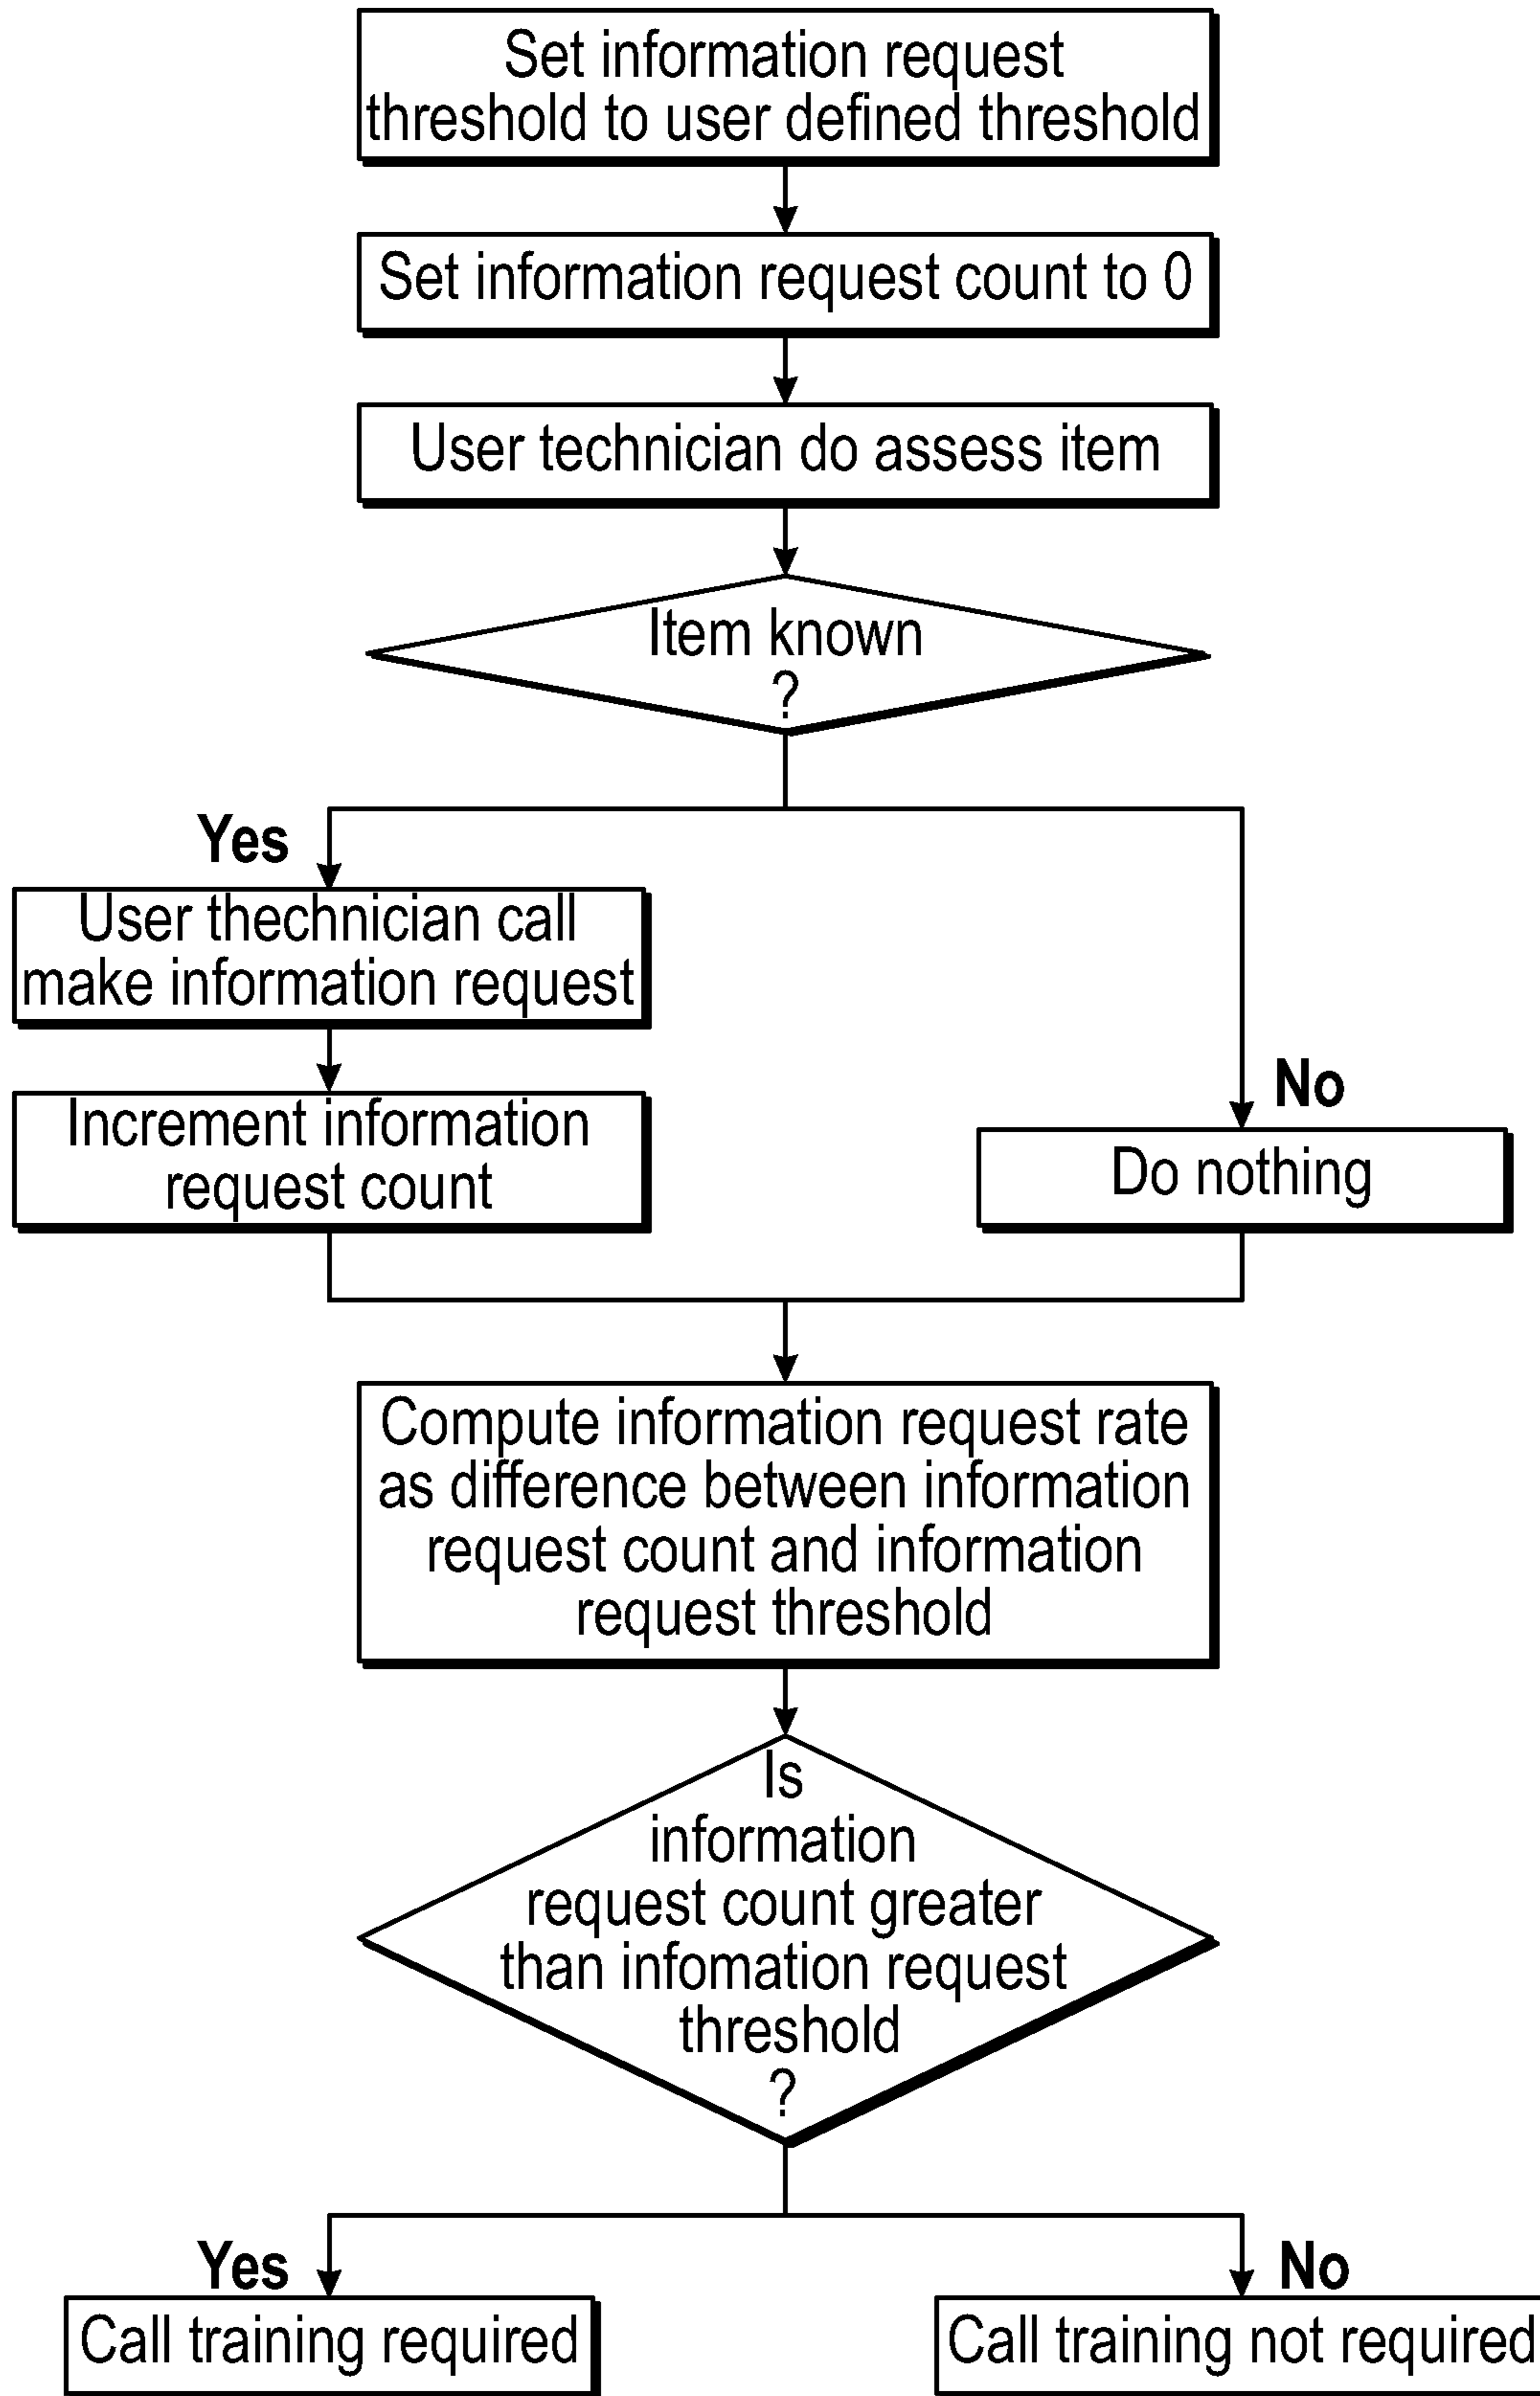 Set information request
threshold to user defined threshold
Set information request count to 0
User technician do assess item
Item known
?
Yes
User thechnician call
make information request
Increment information
request count
No
Do nothing
Compute information request rate
as difference between information
request count and information
request threshold
Is
information
request count greater
than infomation request
threshold
?
Yes
No
Call training required
Call training not required